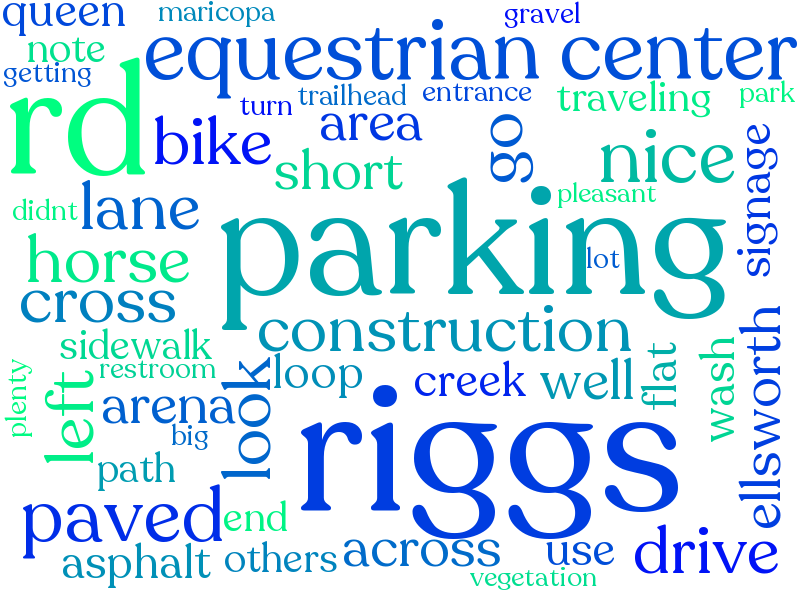 queen maricopa gravel
note equestrian center
getting turn trailhead entrance traveling park
rd bike area go nice signage
short
didnt lane pleasant
parking
horse lot
cross construction
sidewalk
plenty restroom look loop creek well flat wash ellsworth
left arena
big riggs
path
paved end
asphalt others across use drive
vegetation